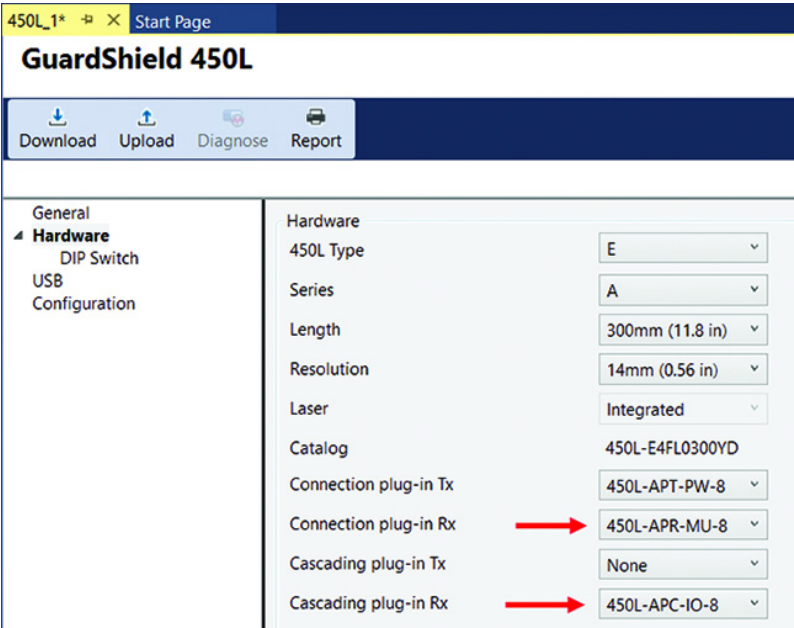 450L_1* Start Page
GuardShield 450L
Download Upload Diagnose Report
General
Hardware
DIP Switch
USB
Configuration
Hardware
450L Type E
Series A
Length 300mm (11.8 in)
Resolution 14mm (0.56 in)
Laser Integrated
Catalog 450L-E4FL0300YD
Connection plug-in Tx 450L-APT-PW-8
Connection plug-in Rx 450L-APR-MU-8
Cascading plug-in Tx None
Cascading plug-in Rx 450L-APC-IO-8